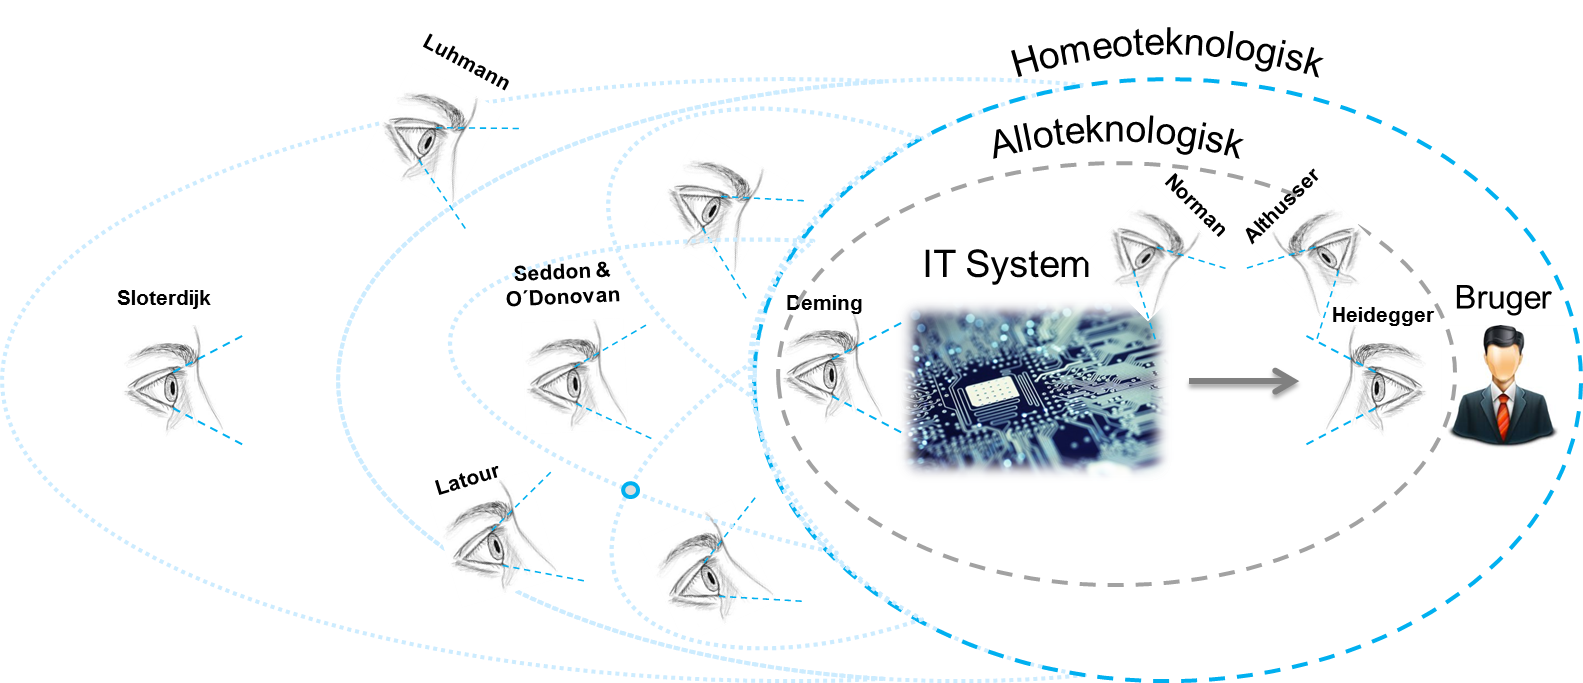 Homeoteknologisk
Luhmann
Alloteknologisk
Norman
Althusser
IT System
Seddon &
O´Donovan
Sloterdijk
Deming
Bruger
Heidegger
Latour